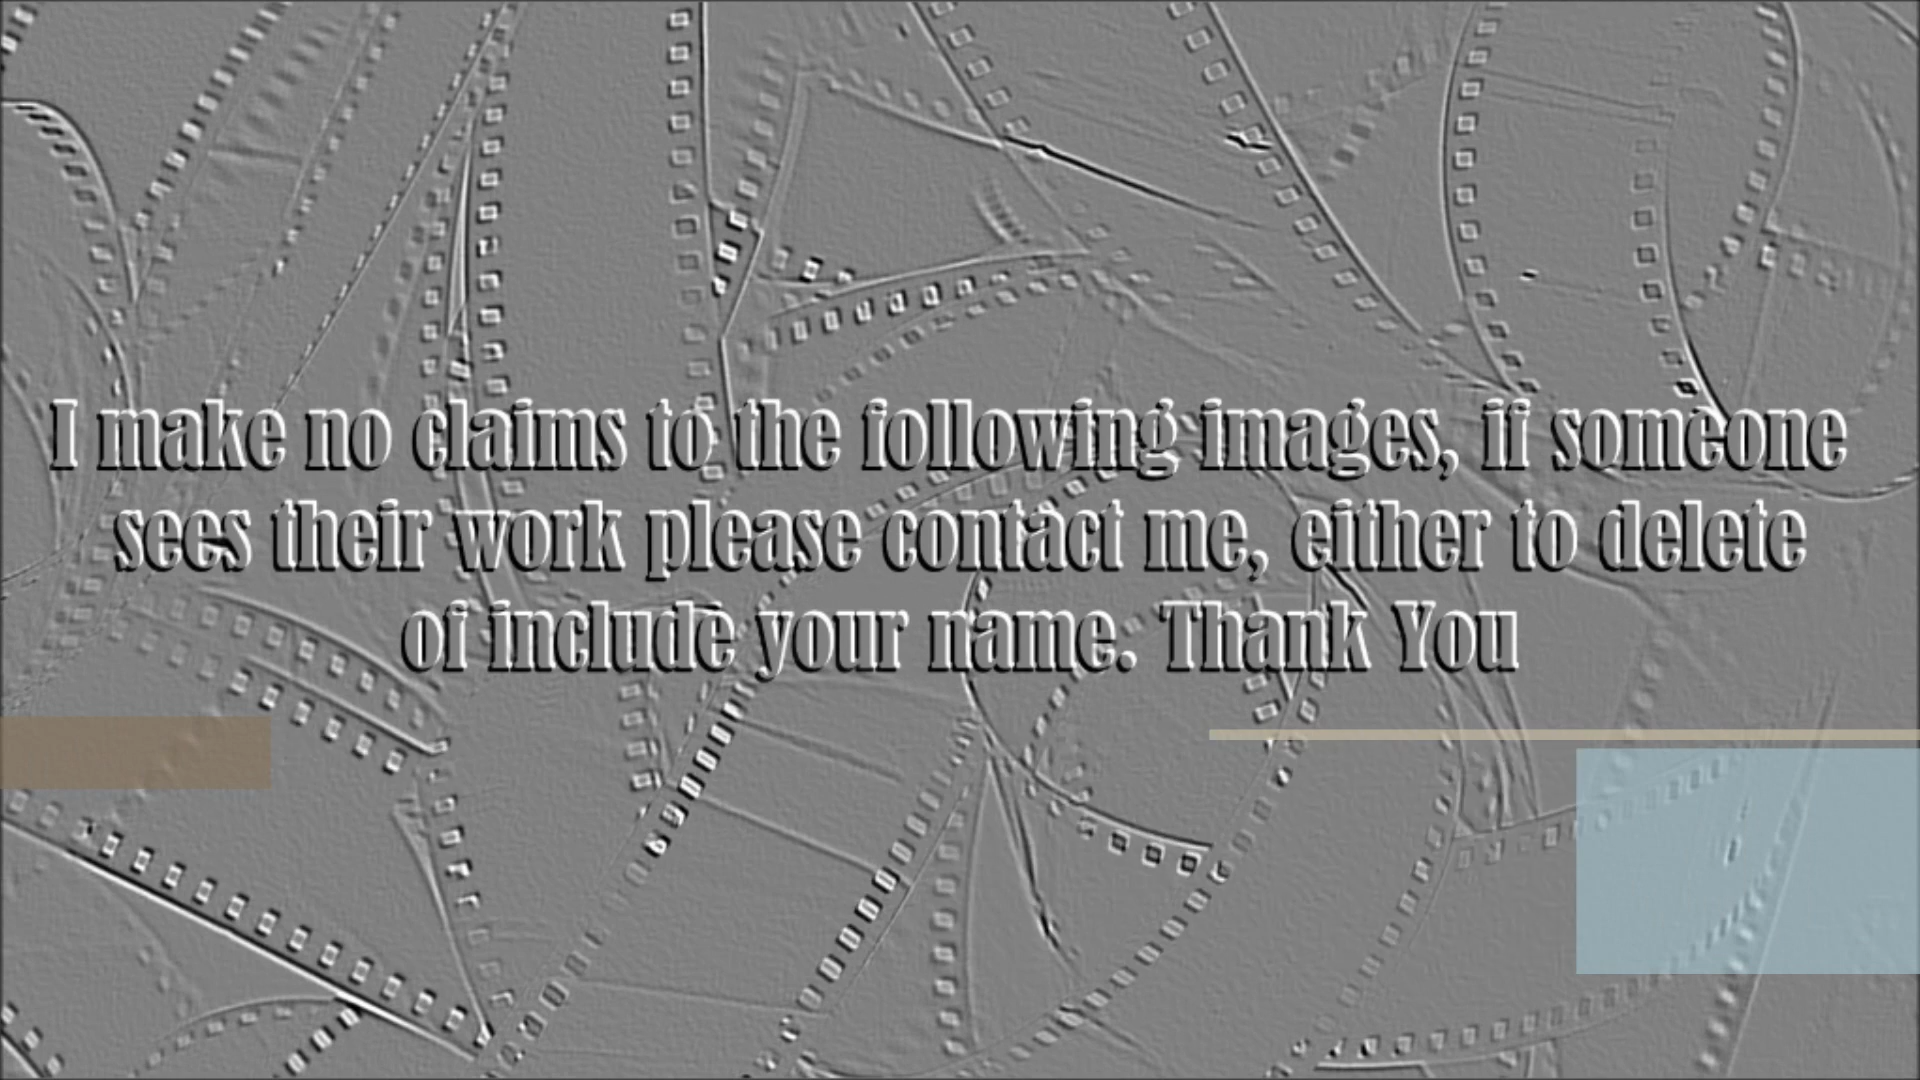 I make no claims to the following images, if someone
sees their work please contact me, either to delete
of include your name. Thank You